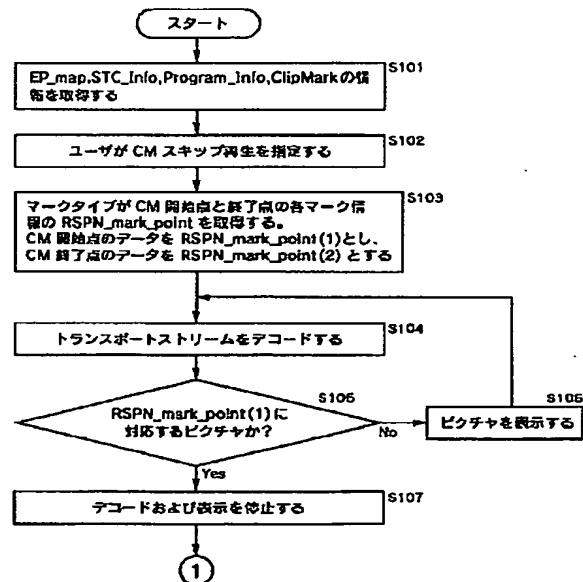 スタート
S101
EP_map,STC_Info,Program_Info,ClipMarkの情
報を取得する
S102
ユーザが CM スキップ再生を指定する
S103
マークタイプが CM 開始点と終了点の各マーク情
報の RSPN_mark_point を取得する。
CM 開始点のデータを RSPN_mark_point(1)とし、
CM 終了点のデータを RSPN_mark_point(2) とする
S104
トランスポートストリームをデコードする
S105
RSPN_mark_point(1)に
対応するピクチャか?
No
S106
ピクチャを表示する
Yes
S107
デコードおよび表示を停止する
1